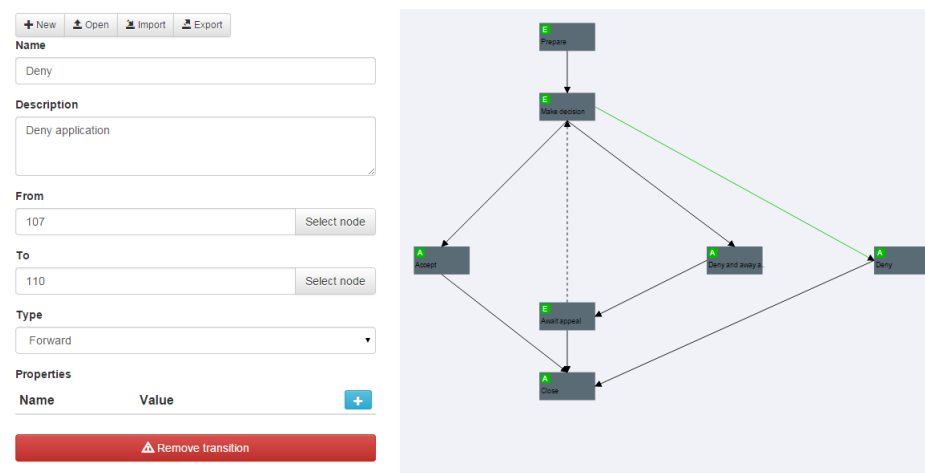 New Open Import Export
Name
Deny
Description
Deny application
From
107 Select node
To
110 Select node
Type
Forward
Properties
Name Value +
Remove transition
E
Prepare
E
Make decision
A
Accept
A
Deny and away a..
A
Deny
E
Await appeal
A
Close